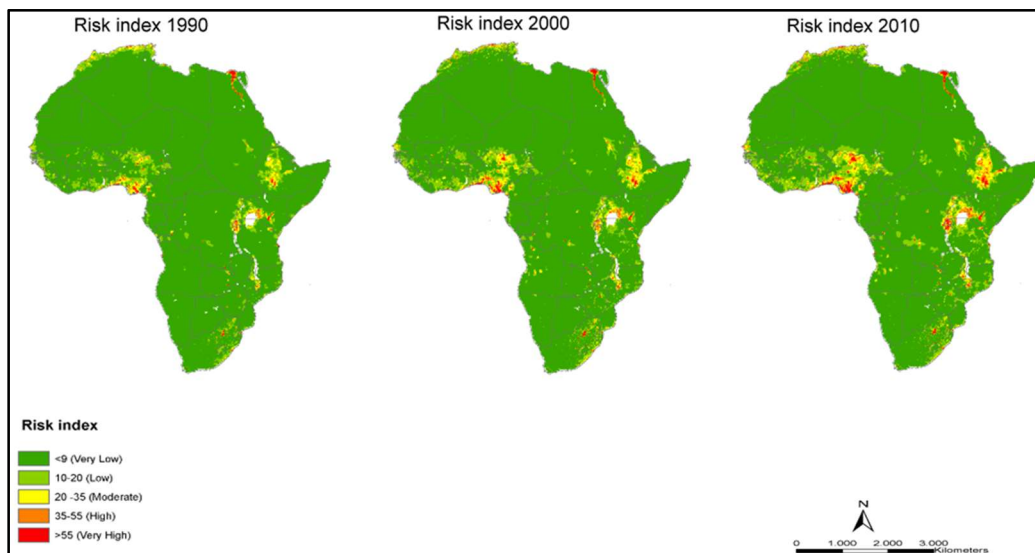 Risk index 1990
Risk index 2000
Risk index 2010
Risk index
<9 (Very Low)
10-20 (Low)
20 -35 (Moderate)
35-55 (High)
>55 (Very High)
N
0 1.000 2.000 3.000
Kilometers